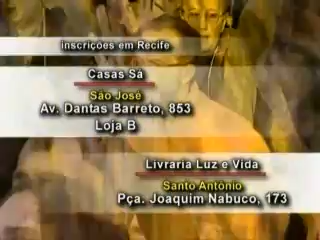 inscrições em Recife
Casas Sá
São José
Av. Dantas Barreto, 853
Loja B
Livraria Luz e Vida
Santo Antonio
Pça. Joaquim Nabuco, 173